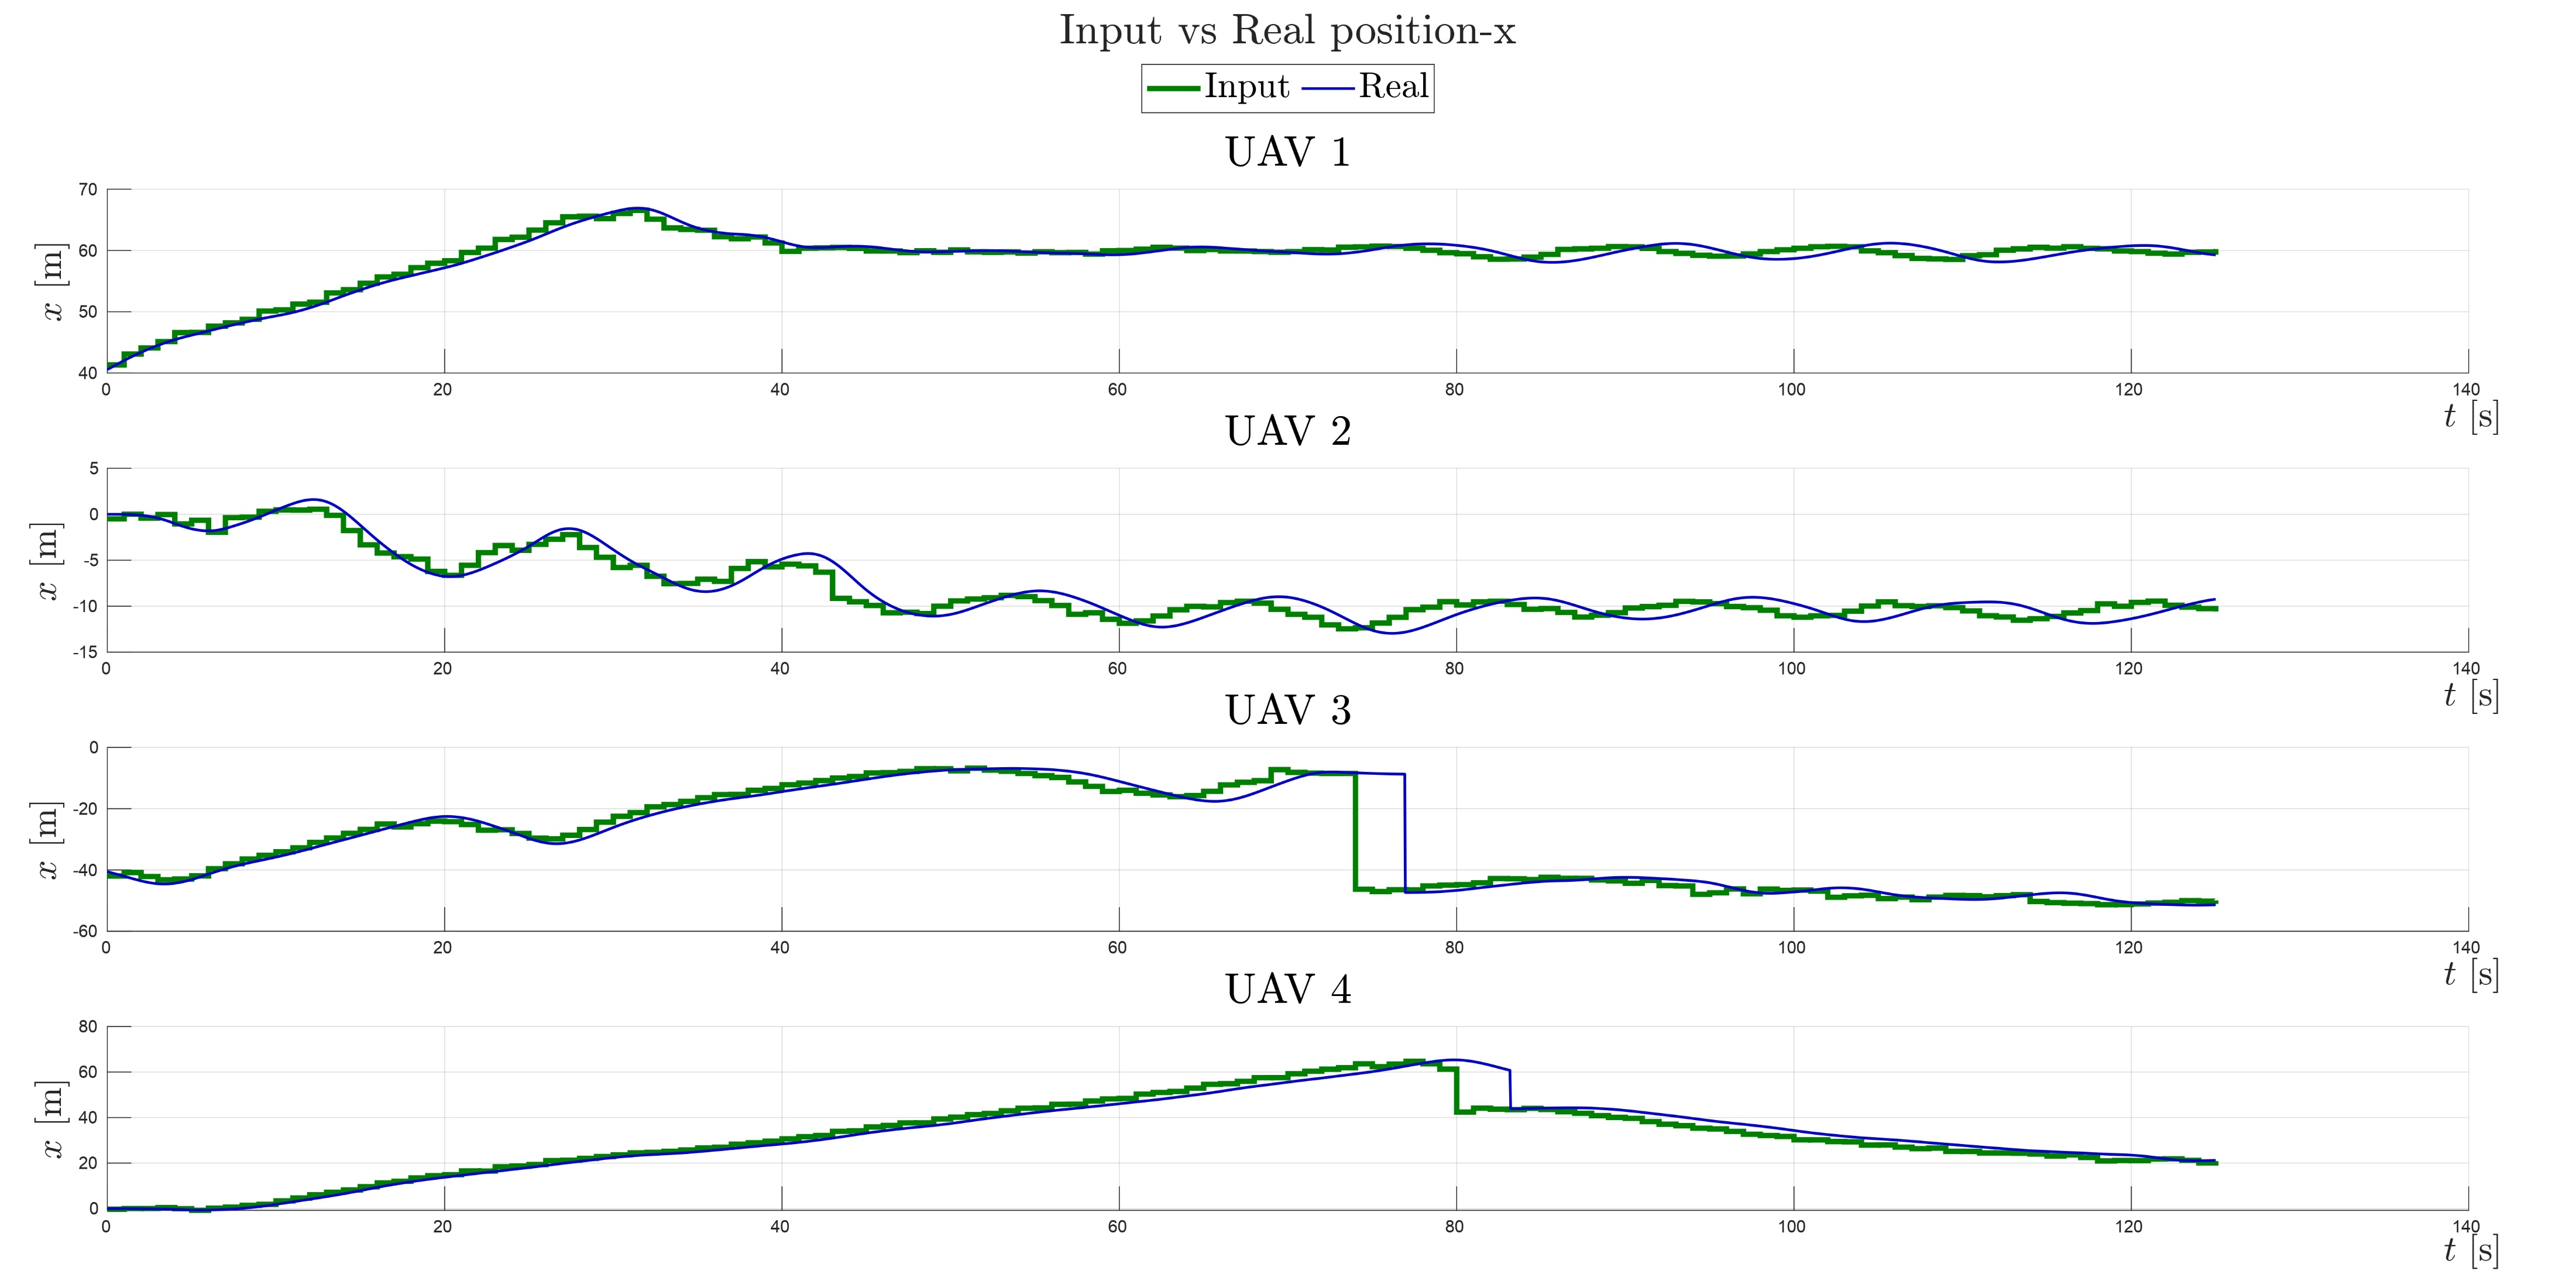 Input vs Real position-x
Input Real
UAV 1
70
60
50
40
x [m]
0 20 40 60 80 100 120 140
t [s]
UAV 2
5
0
-5
-10
-15
x [m]
0 20 40 60 80 100 120 140
t [s]
UAV 3
0
-20
-40
-60
x [m]
0 20 40 60 80 100 120 140
t [s]
UAV 4
80
60
40
20
0
x [m]
0 20 40 60 80 100 120 140
t [s]